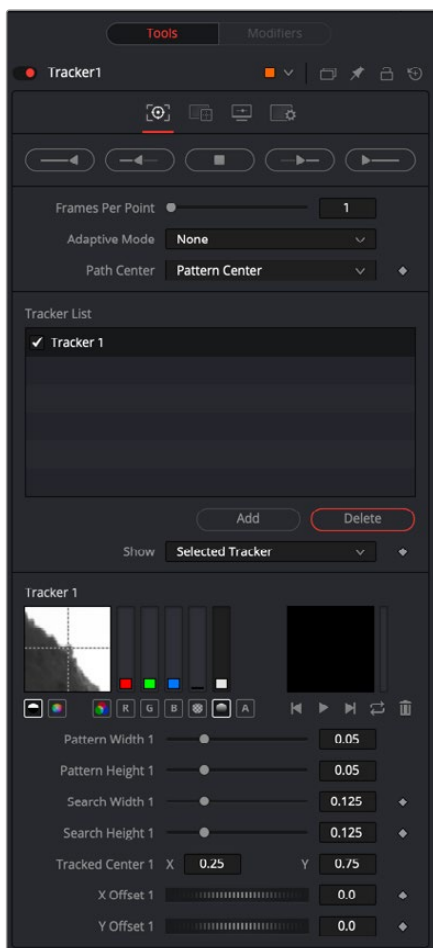 Tools Modifiers
Tracker1
Frames Per Point 1
Adaptive Mode None
Path Center Pattern Center
Tracker List
Tracker 1
Add Delete
Show Selected Tracker
Tracker 1
R G B A
Pattern Width 1 0.05
Pattern Height 1 0.05
Search Width 1 0.125
Search Height 1 0.125
Tracked Center 1 X 0.25 Y 0.75
X Offset 1 0.0
Y Offset 1 0.0